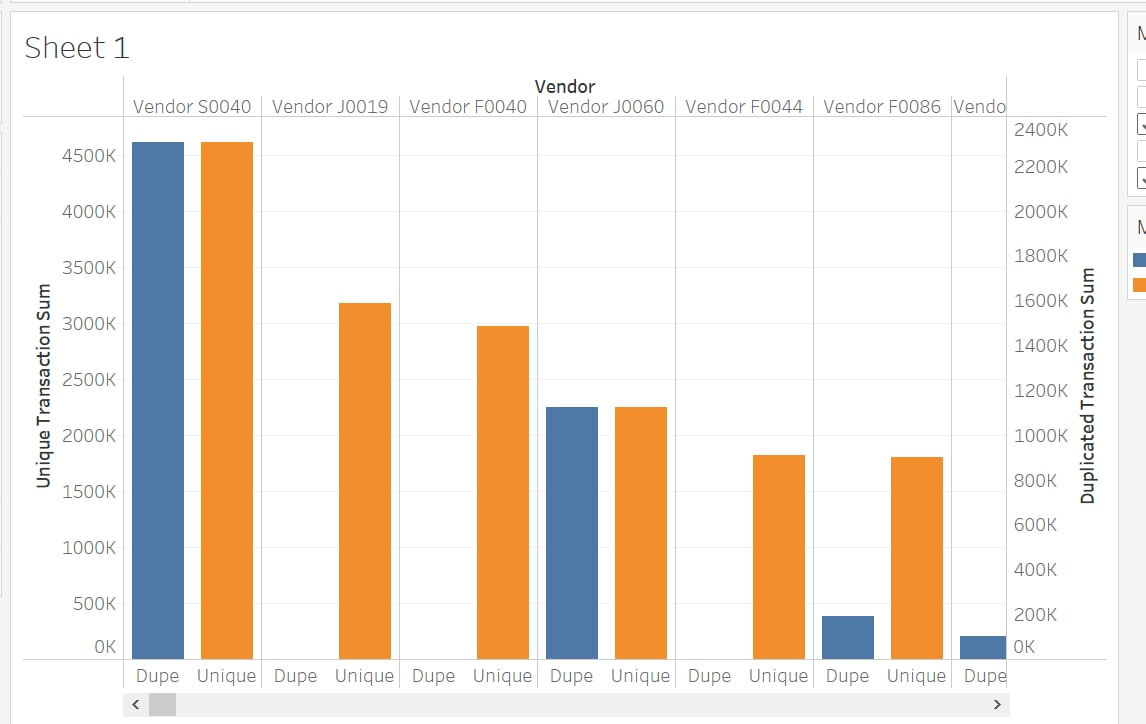 Sheet 1
Vendor
Vendor S0040 Vendor J0019 Vendor F0040 Vendor J0060 Vendor F0044 Vendor F0086 Vendo
Unique Transaction Sum
4500K
4000K
3500K
3000K
2500K
2000K
1500K
1000K
500K
0K
2400K
2200K
2000K
1800K
1600K
1400K
1200K
1000K
800K
600K
400K
200K
0K
Duplicated Transaction Sum
Dupe Unique Dupe Unique Dupe Unique Dupe Unique Dupe Unique Dupe Unique Dupe
M
M